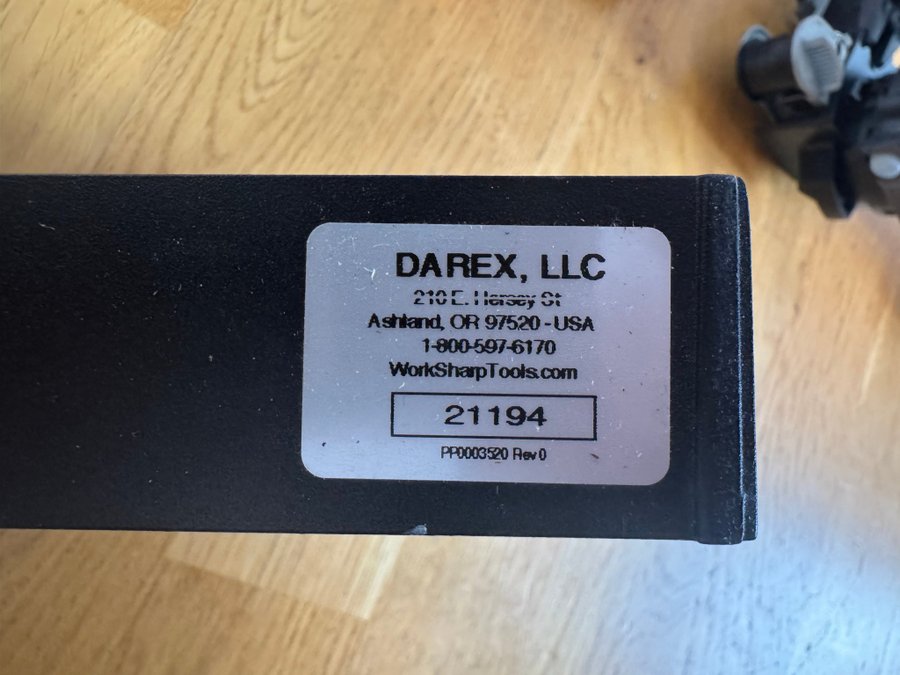 DAREX, LLC
210 E. Hersey St
Ashland, OR 97520 - USA
1-800-597-6170
WorkSharpTools.com
21194
PP0003520 Rev 0